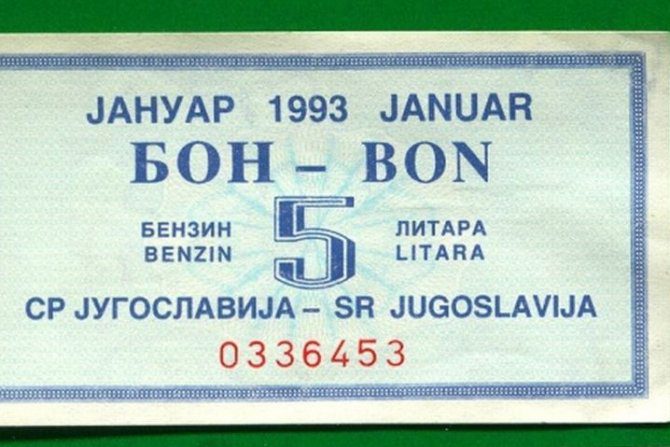 ЈАНУАР 1993 JANUAR
БОН – BON
БЕНЗИН 5 ЛИТАРА
BENZIN LITARA
СР ЈУГОСЛАВИЈА – SR JUGOSLAVIJA
0336453